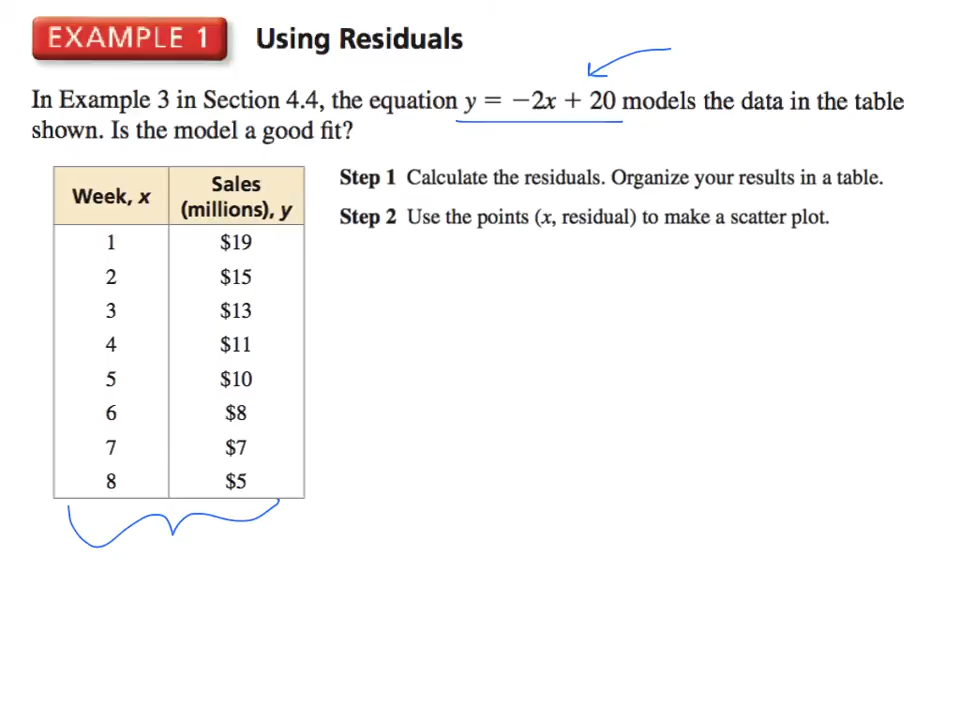 EXAMPLE 1 Using Residuals
In Example 3 in Section 4.4, the equation y = −2x + 20 models the data in the table
shown. Is the model a good fit?
Week, x
Sales
(millions), y
1 $19
2 $15
3 $13
4 $11
5 $10
6 $8
7 $7
8 $5
Step 1 Calculate the residuals. Organize your results in a table.
Step 2 Use the points (x, residual) to make a scatter plot.